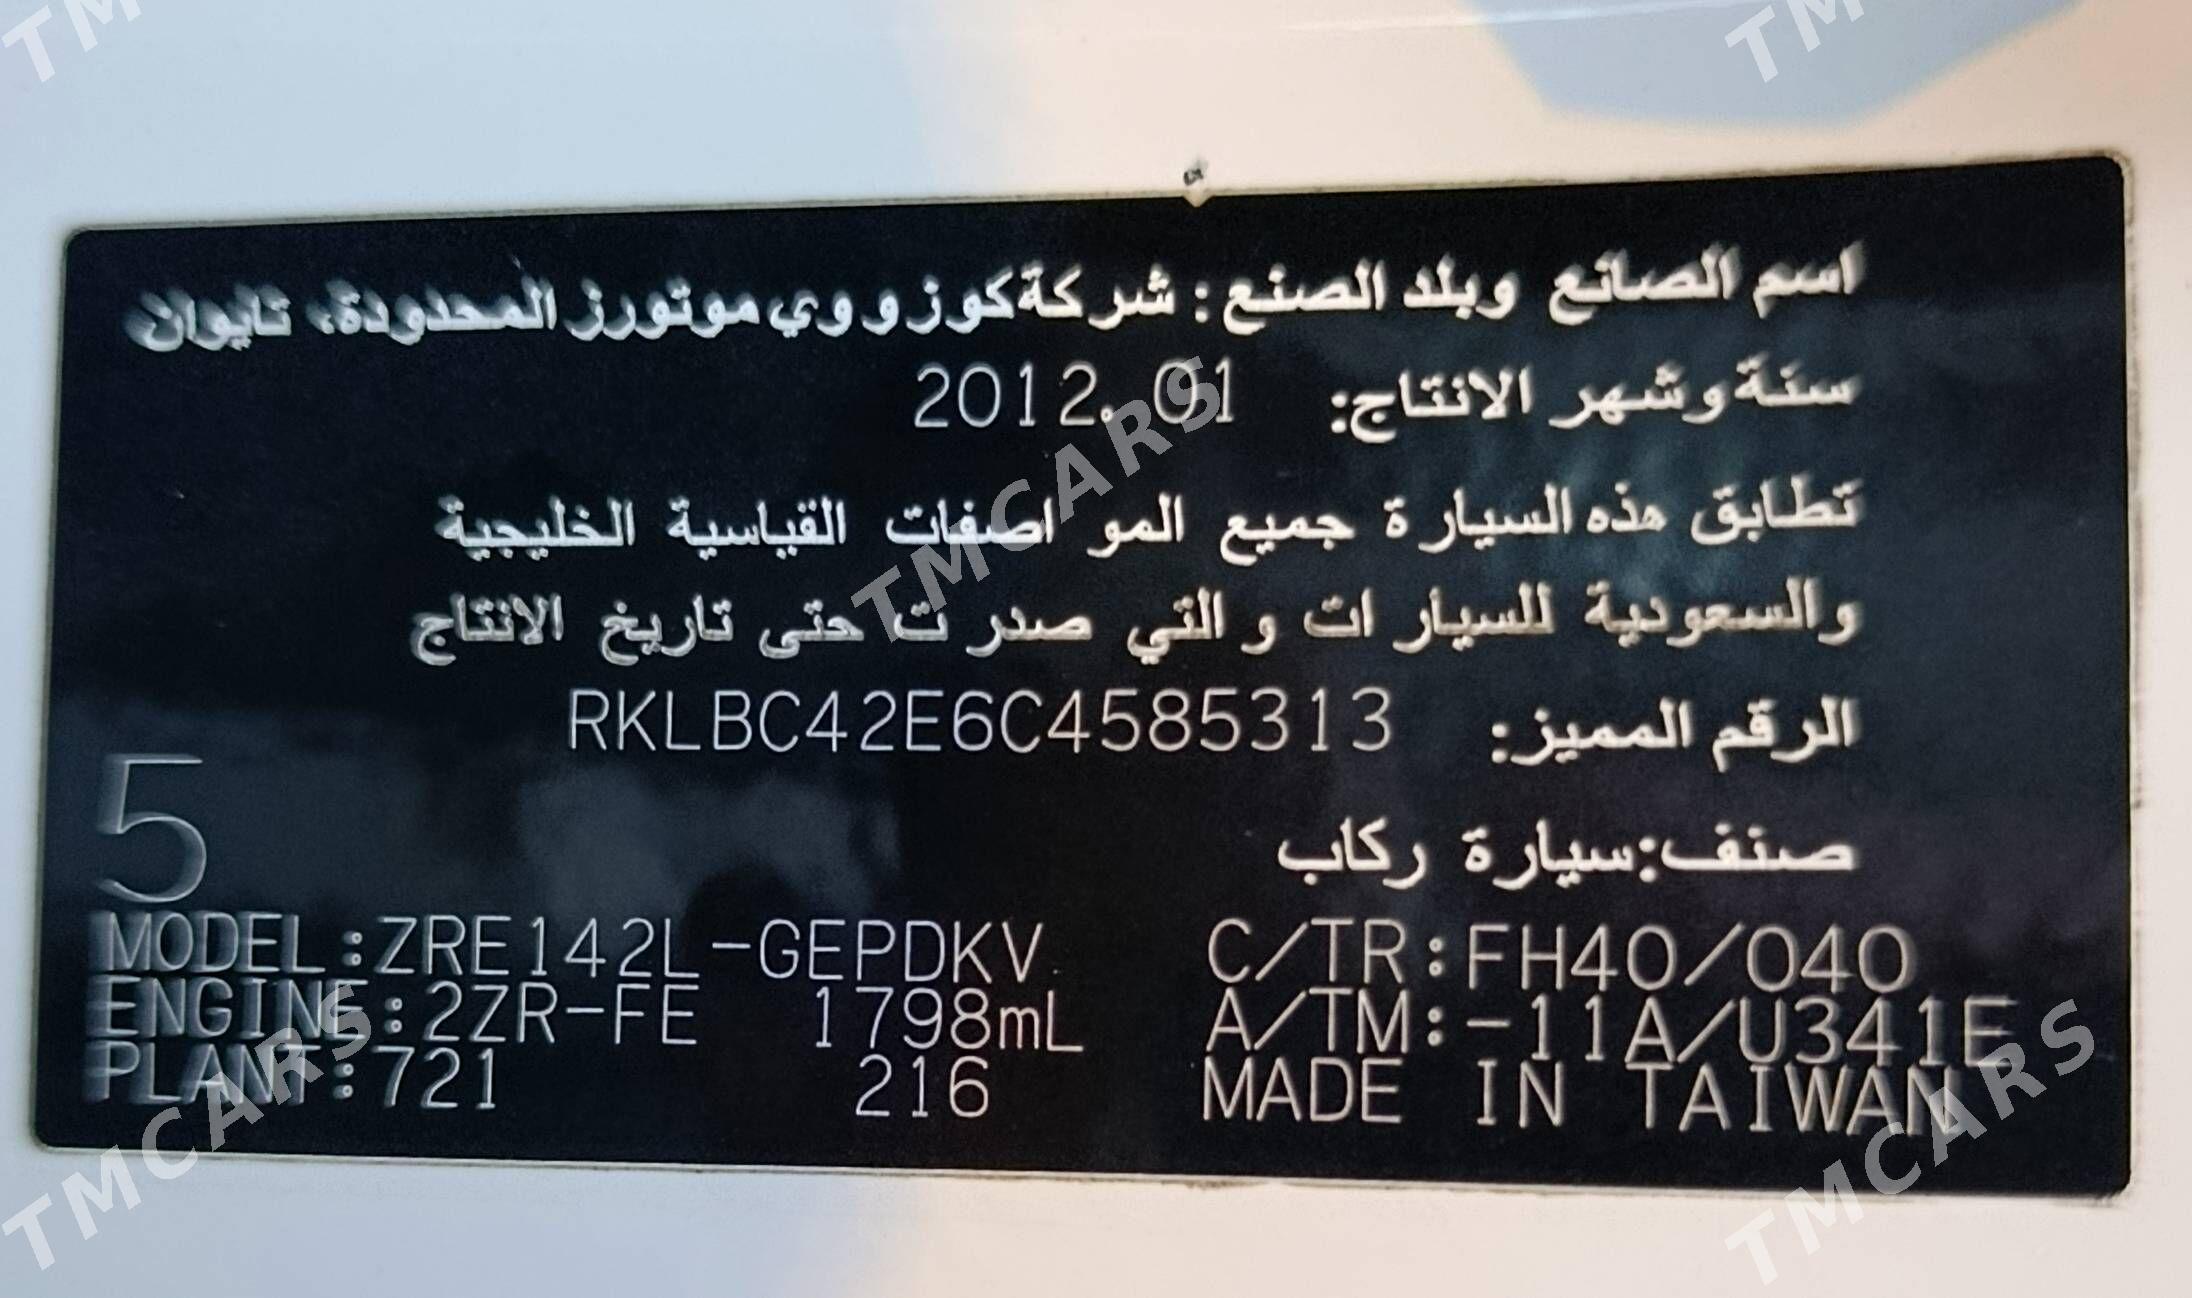 اسم الصانع وبلد الصنع : شركة كوزووي موتورز المحدودة، تايوان
سنة وشهر الانتاج: 2012.01
تطابق هذه السيارة جميع المواصفات القياسية الخليجية
والسعودية للسيارات والتي صدرت حتى تاريخ الانتاج
الرقم المميز: RKLBC42E6C4585313
صنف:سيارة ركاب
5
MODEL:ZRE142L-GEPDKV C/TR:FH40/040
ENGINE:2ZR-FE 1798mL A/TM:-11A/U341E
PLANT:721 216 MADE IN TAIWAN
TMCARS
TMCARS
TMCARS